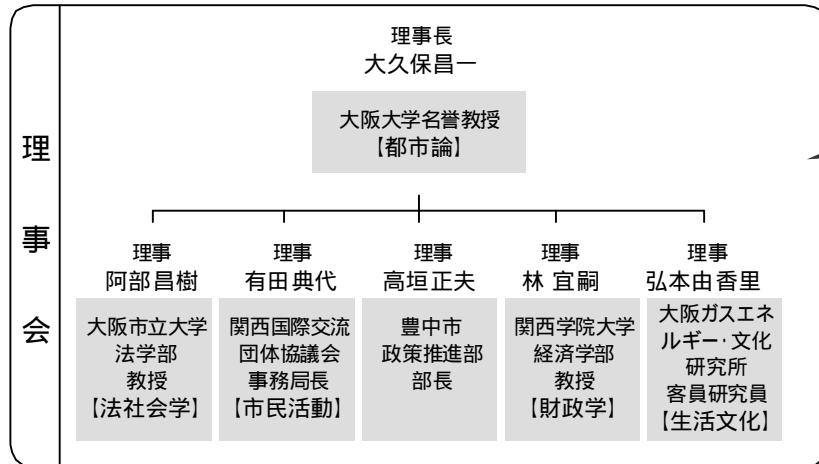 理事会
理事長
大久保昌一
大阪大学名誉教授
【都市論】
理事
阿部昌樹
大阪市立大学
法学部
教授
【法社会学】
理事
有田典代
関西国際交流
団体協議会
事務局長
【市民活動】
理事
高垣正夫
豊中市
政策推進部
部長
理事
林 宜嗣
関西学院大学
経済学部
教授
【財政学】
理事
弘本由香里
大阪ガスエネ
ルギー・文化
研究所
客員研究員
【生活文化】